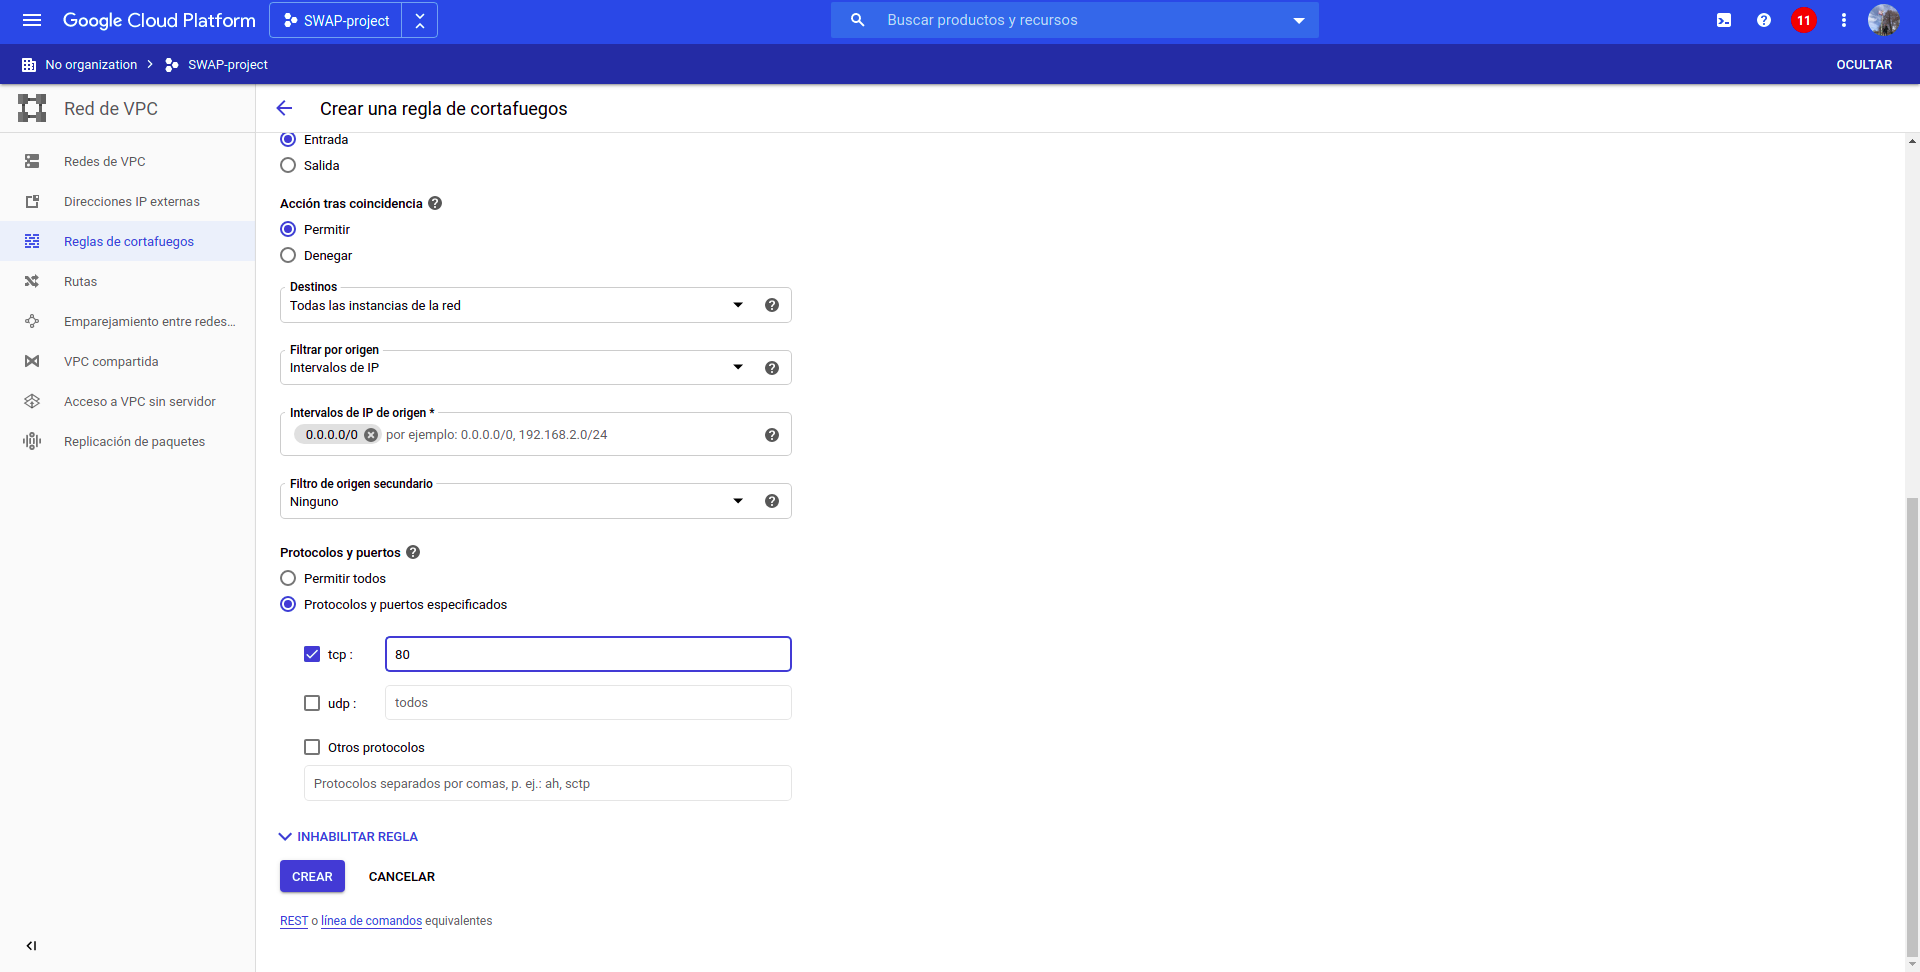 Google Cloud Platform
SWAP-project
Buscar productos y recursos
11
No organization
SWAP-project
OCULTAR
Red de VPC
Crear una regla de cortafuegos
Redes de VPC
Direcciones IP externas
Reglas de cortafuegos
Rutas
Emparejamiento entre redes...
VPC compartida
Acceso a VPC sin servidor
Replicación de paquetes
Entrada
Salida
Acción tras coincidencia
Permitir
Denegar
Destinos
Todas las instancias de la red
Filtrar por origen
Intervalos de IP
Intervalos de IP de origen *
0.0.0.0/0 por ejemplo: 0.0.0.0/0, 192.168.2.0/24
Filtro de origen secundario
Ninguno
Protocolos y puertos
Permitir todos
Protocolos y puertos especificados
tcp : 80
udp : todos
Otros protocolos
Protocolos separados por comas, p. ej.: ah, sctp
INHABILITAR REGLA
CREAR CANCELAR
REST o línea de comandos equivalentes